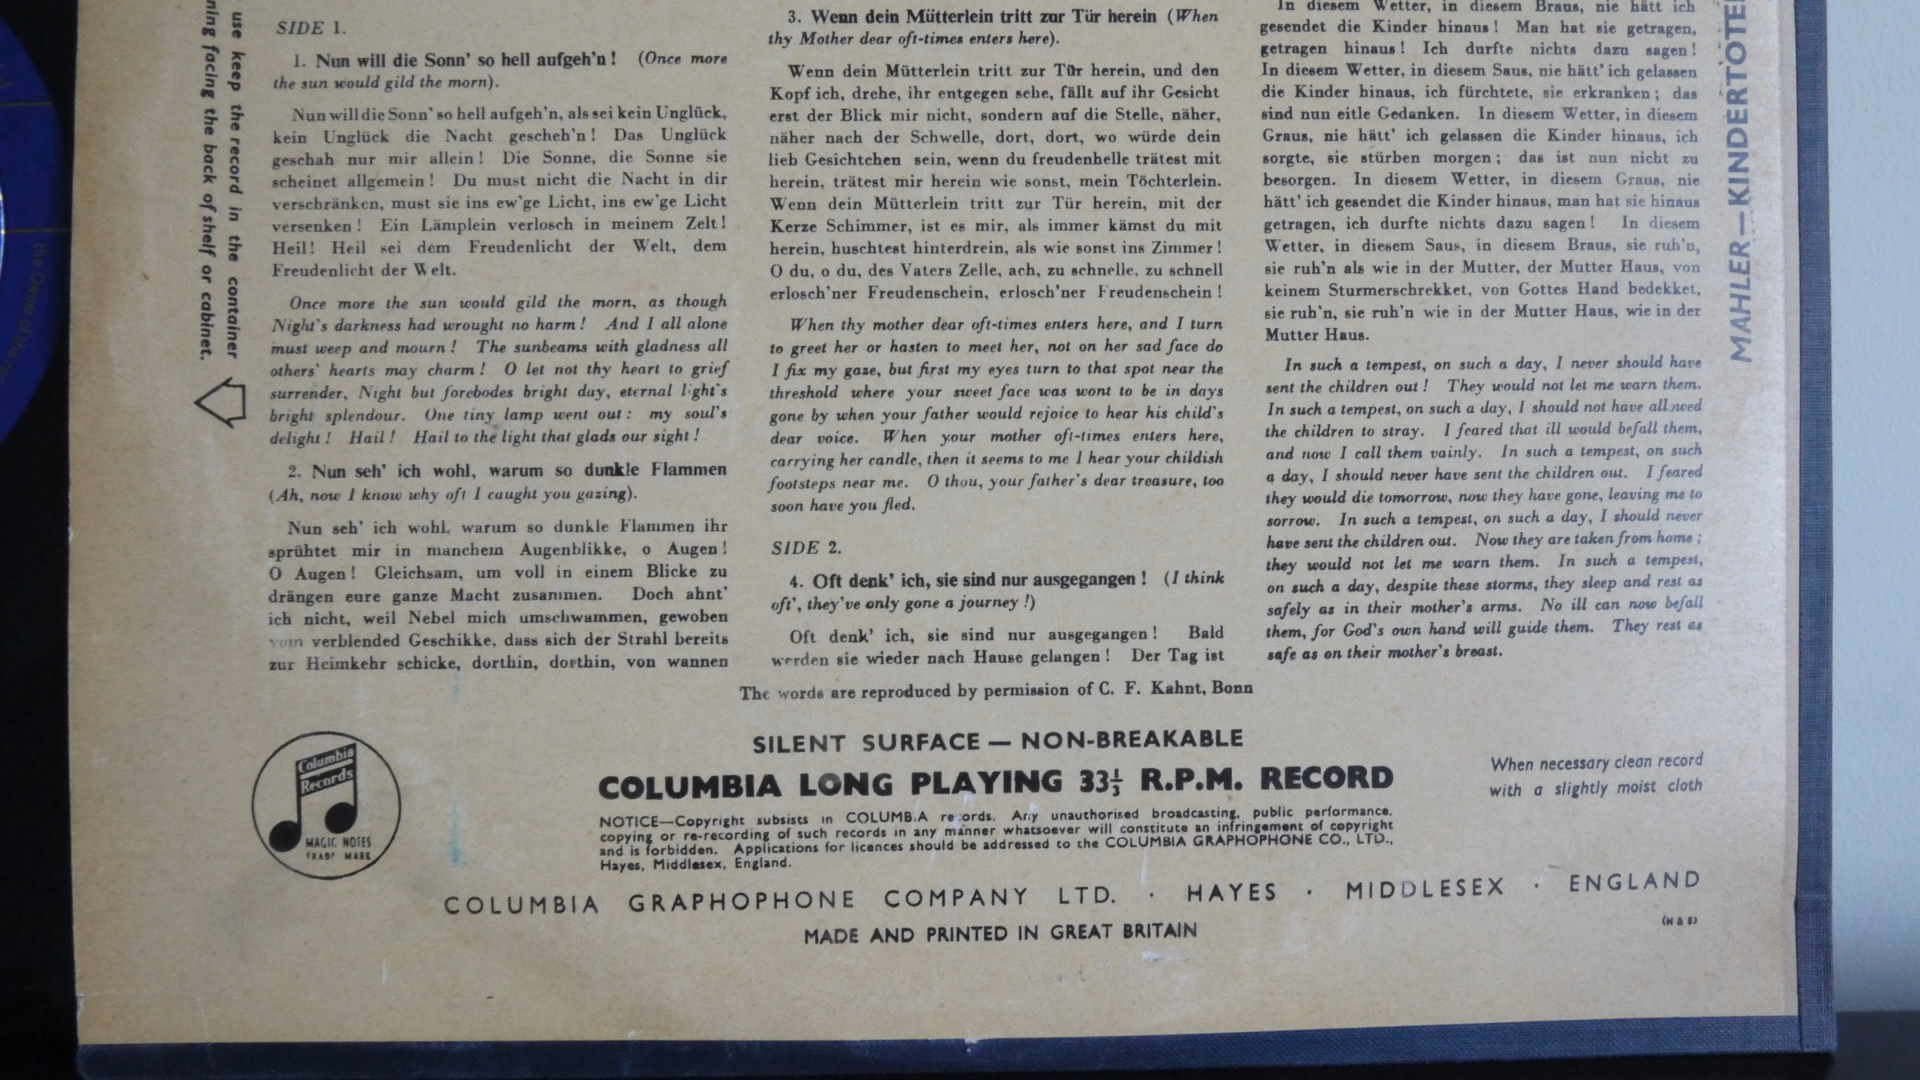 use keep the record in the container
ning facing the back of shelf or cabinet.
SIDE 1.
1. Nun will die Sonn' so hell aufgeh'n! (Once more
the sun would gild the morn).
Nun will die Sonn' so hell aufgeh'n, als sei kein Unglück,
kein Unglück die Nacht gescheh'n! Das Unglück
geschah nur mir allein! Die Sonne, die Sonne sie
scheinet allgemein! Du must nicht die Nacht in dir
verschränken, must sie ins ew'ge Licht, ins ew'ge Licht
versenken! Ein Lämplein verlosch in meinem Zelt!
Heil! Heil sei dem Freudenlicht der Welt, dem
Freudenlicht der Welt.
Once more the sun would gild the morn, as though
Night's darkness had wrought no harm! And I all alone
must weep and mourn! The sunbeams with gladness all
others' hearts may charm! O let not thy heart to grief
surrender, Night but forebodes bright day, eternal light's
bright splendour. One tiny lamp went out: my soul's
delight! Hail! Hail to the light that glads our sight!
2. Nun seh' ich wohl, warum so dunkle Flammen
(Ah, now I know why oft I caught you gazing).
Nun seh' ich wohl, warum so dunkle Flammen ihr
sprühtet mir in manchem Augenblikke, o Augen!
O Augen! Gleichsam, um voll in einem Blicke zu
drängen eure ganze Macht zusammen. Doch ahnt'
ich nicht, weil Nebel mich umschwammen, gewoben
vom verblended Geschikke, dass sich der Strahl bereits
zur Heimkehr schicke, dorthin, dorthin, von wannen
3. Wenn dein Mütterlein tritt zur Tür herein (When
thy Mother dear oft-times enters here).
Wenn dein Mütterlein tritt zur Tür herein, und den
Kopf ich, drehe, ihr entgegen sehe, fällt auf ihr Gesicht
erst der Blick mir nicht, sondern auf die Stelle, näher,
näher nach der Schwelle, dort, dort, wo würde dein
lieb Gesichtchen sein, wenn du freudenhelle trätest mit
herein, trätest mir herein wie sonst, mein Töchterlein.
Wenn dein Mütterlein tritt zur Tür herein, mit der
Kerze Schimmer, ist es mir, als immer kämst du mit
herein, huschtest hinterdrein, als wie sonst ins Zimmer!
O du, o du, des Vaters Zelle, ach, zu schnelle, zu schnell
erlosch'ner Freudenschein, erlosch'ner Freudenschein!
When thy mother dear oft-times enters here, and I turn
to greet her or hasten to meet her, not on her sad face do
I fix my gaze, but first my eyes turn to that spot near the
threshold where your sweet face was wont to be in days
gone by when your father would rejoice to hear his child's
dear voice. When your mother oft-times enters here,
carrying her candle, then it seems to me I hear your childish
footsteps near me. O thou, your father's dear treasure, too
soon have you fled.
SIDE 2.
4. Oft denk' ich, sie sind nur ausgegangen! (I think
oft', they've only gone a journey!)
Oft denk' ich, sie sind nur ausgegangen! Bald
werden sie wieder nach Hause gelangen! Der Tag ist
In diesem Wetter, in diesem Braus, nie hätt ich
gesendet die Kinder hinaus! Man hat sie getragen,
getragen hinaus! Ich durfte nichts dazu sagen!
In diesem Wetter, in diesem Saus, nie hätt' ich gelassen
die Kinder hinaus, ich fürchtete, sie erkranken; das
sind nun eitle Gedanken. In diesem Wetter, in diesem
Graus, nie hätt' ich gelassen die Kinder hinaus, ich
sorgte, sie stürben morgen; das ist nun nicht zu
besorgen. In diesem Wetter, in diesem Graus, nie
hätt' ich gesendet die Kinder hinaus, man hat sie hinaus
getragen, ich durfte nichts dazu sagen! In diesem
Wetter, in diesem Saus, in diesem Braus, sie ruh'n,
sie ruh'n als wie in der Mutter, der Mutter Haus, von
keinem Sturmerschrekket, von Gottes Hand bedekket,
sie ruh'n, sie ruh'n wie in der Mutter Haus, wie in der
Mutter Haus.
In such a tempest, on such a day, I never should have
sent the children out! They would not let me warn them.
In such a tempest, on such a day, I should not have allowed
the children to stray. I feared that ill would befall them,
and now I call them vainly. In such a tempest, on such
a day, I should never have sent the children out. I feared
they would die tomorrow, now they have gone, leaving me to
sorrow. In such a tempest, on such a day, I should never
have sent the children out. Now they are taken from home;
they would not let me warn them. In such a tempest,
on such a day, despite these storms, they sleep and rest as
safely as in their mother's arms. No ill can now befall
them, for God's own hand will guide them. They rest as
safe as on their mother's breast.
MAHLER—KINDERTOTE
The words are reproduced by permission of C. F. Kahnt, Bonn
SILENT SURFACE — NON-BREAKABLE
COLUMBIA LONG PLAYING 33⅓ R.P.M. RECORD
NOTICE—Copyright subsists in COLUMBIA records. Any unauthorised broadcasting, public performance,
copying or re-recording of such records in any manner whatsoever will constitute an infringement of copyright
and is forbidden. Applications for licences should be addressed to the COLUMBIA GRAPHOPHONE CO., LTD.,
Hayes, Middlesex, England.
When necessary clean record
with a slightly moist cloth
Columbia
Records
MAGIC NOTES
TRADE MARK
COLUMBIA GRAPHOPHONE COMPANY LTD. · HAYES · MIDDLESEX · ENGLAND
MADE AND PRINTED IN GREAT BRITAIN